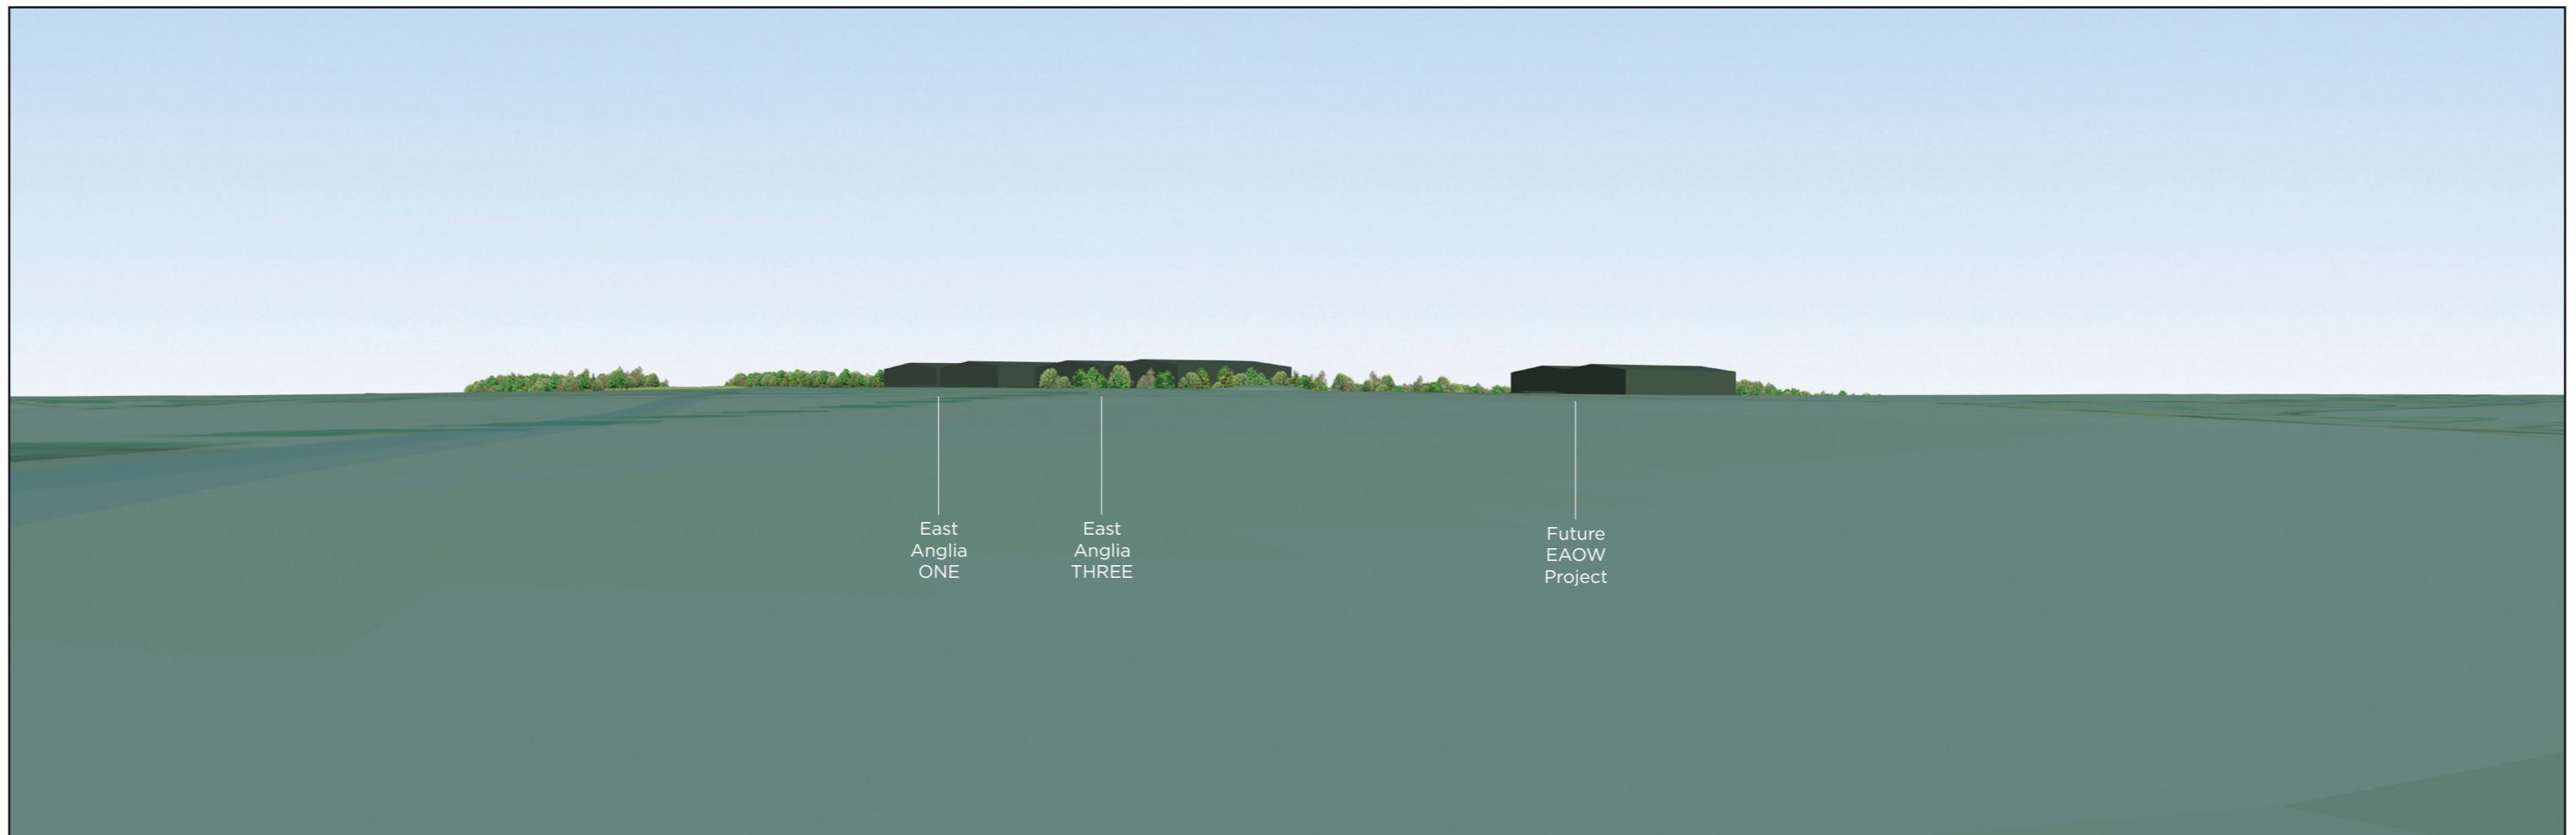 East
Anglia
ONE
East
Anglia
THREE
Future
EAOW
Project